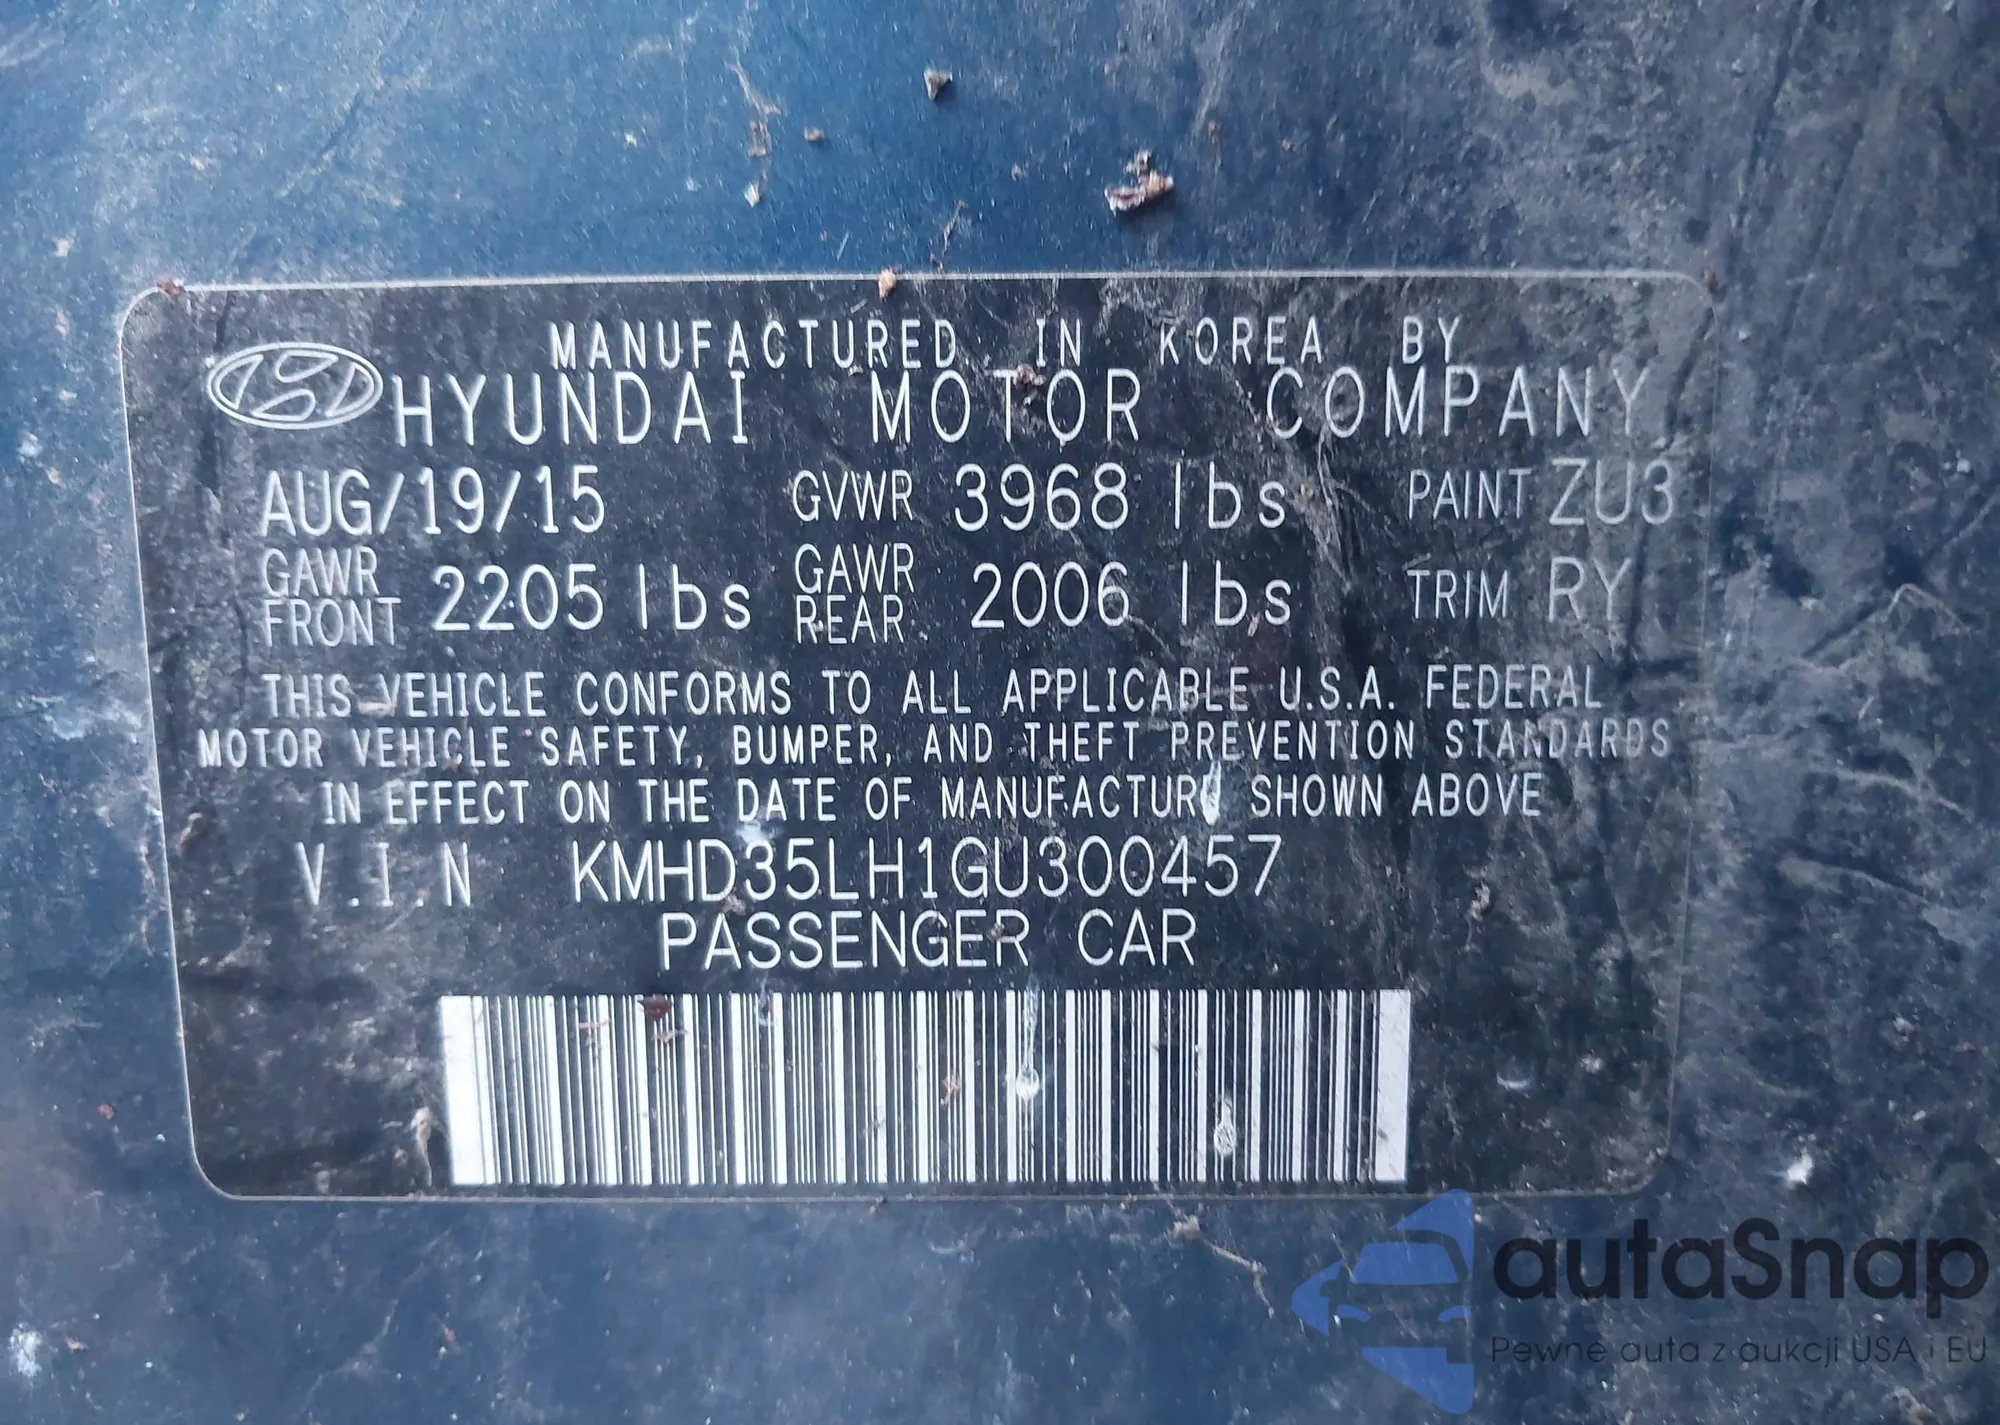 MANUFACTURED IN KOREA BY
HYUNDAI MOTOR COMPANY
AUG/19/15 GVWR 3968 lbs PAINT ZU3
GAWR FRONT 2205 lbs GAWR REAR 2006 lbs TRIM RY
THIS VEHICLE CONFORMS TO ALL APPLICABLE U.S.A. FEDERAL
MOTOR VEHICLE SAFETY, BUMPER, AND THEFT PREVENTION STANDARDS
IN EFFECT ON THE DATE OF MANUFACTURE SHOWN ABOVE
V.I.N KMHD35LH1GU300457
PASSENGER CAR
autaSnap
Pewne auta z aukcji USA i EU